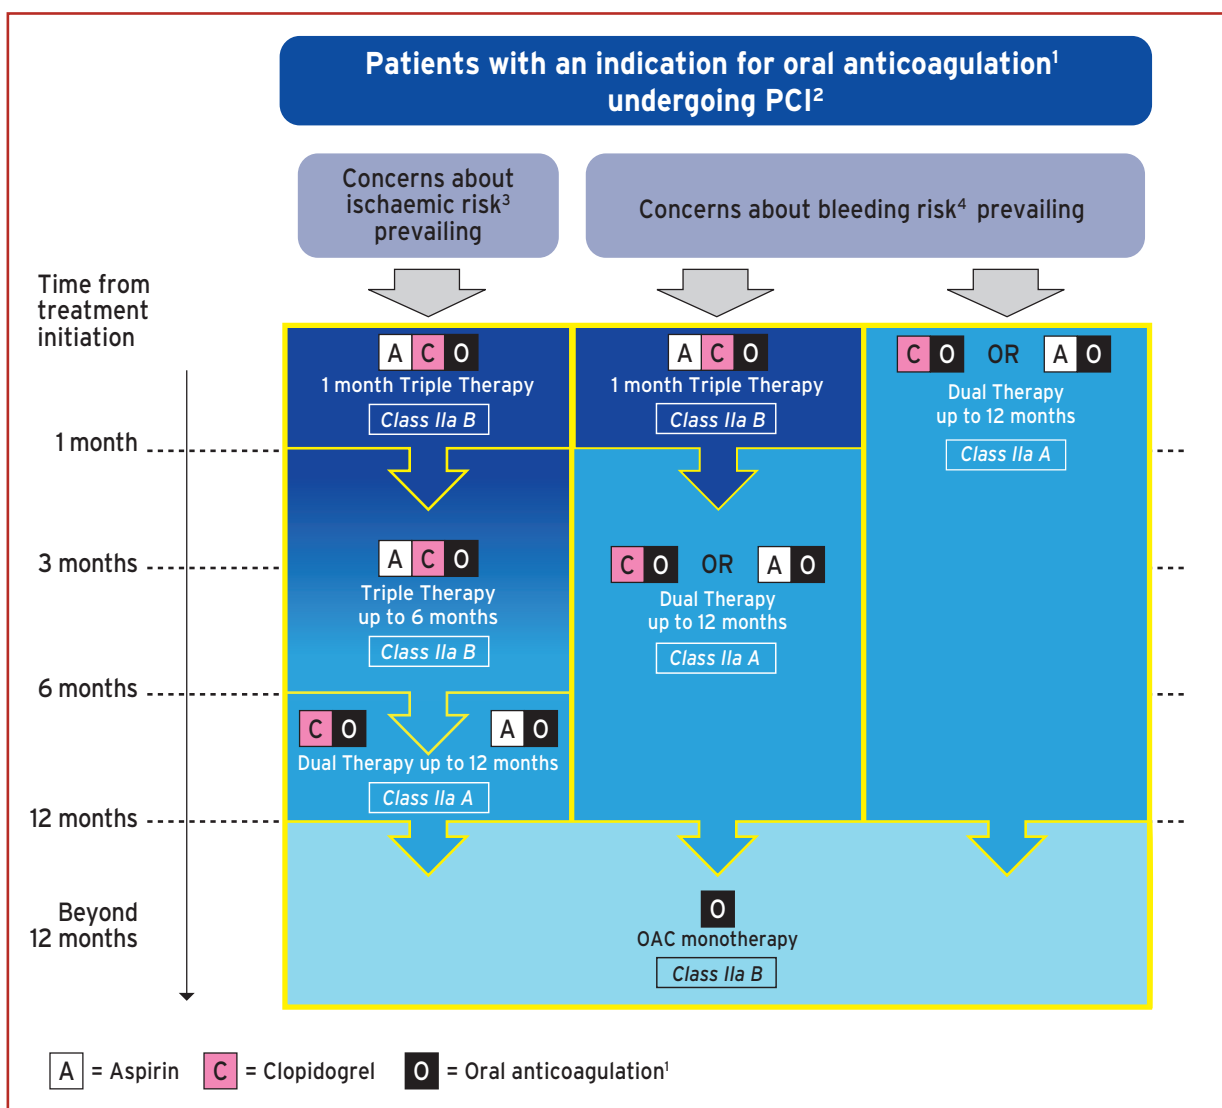 Patients with an indication for oral anticoagulation¹
undergoing PCI²
Concerns about
ischaemic risk³
prevailing
Concerns about bleeding risk⁴ prevailing
Time from
treatment
initiation
A C O
1 month Triple Therapy
Class IIa B
A C O
1 month Triple Therapy
Class IIa B
C O OR A O
Dual Therapy
up to 12 months
Class IIa A
1 month
3 months
A C O
Triple Therapy
up to 6 months
Class IIa B
C O OR A O
Dual Therapy
up to 12 months
Class IIa A
6 months
C O A O
Dual Therapy up to 12 months
Class IIa A
12 months
Beyond
12 months
O
OAC monotherapy
Class IIa B
A = Aspirin C = Clopidogrel O = Oral anticoagulation¹